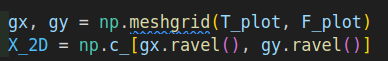 gx, gy = np.meshgrid(T_plot, F_plot)
X_2D = np.c_[gx.ravel(), gy.ravel()]